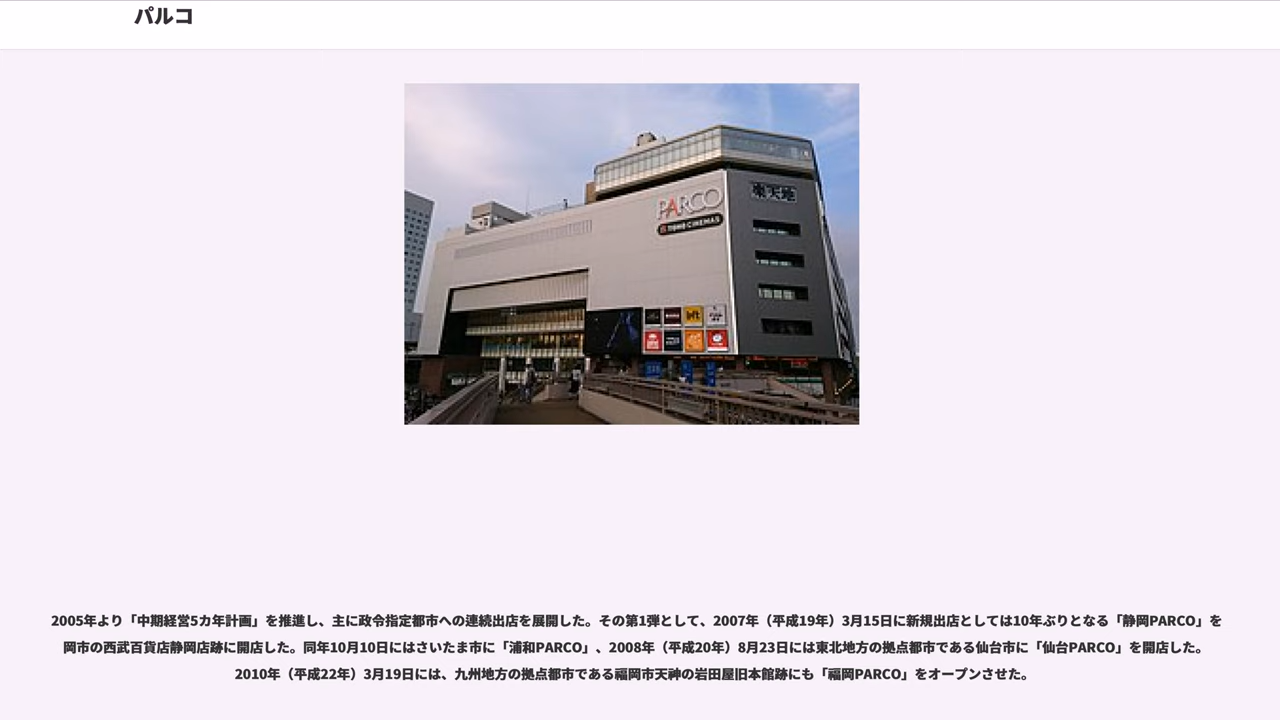 パルコ
PARCO
TOHO CINEMAS
楽天地
Loft
2005年より「中期経営5カ年計画」を推進し、主に政令指定都市への連続出店を展開した。その第1弾として、2007年（平成19年）3月15日に新規出店としては10年ぶりとなる「静岡PARCO」を
岡市の西武百貨店静岡店跡に開店した。同年10月10日にはさいたま市に「浦和PARCO」、2008年（平成20年）8月23日には東北地方の拠点都市である仙台市に「仙台PARCO」を開店した。
2010年（平成22年）3月19日には、九州地方の拠点都市である福岡市天神の岩田屋旧本館跡にも「福岡PARCO」をオープンさせた。